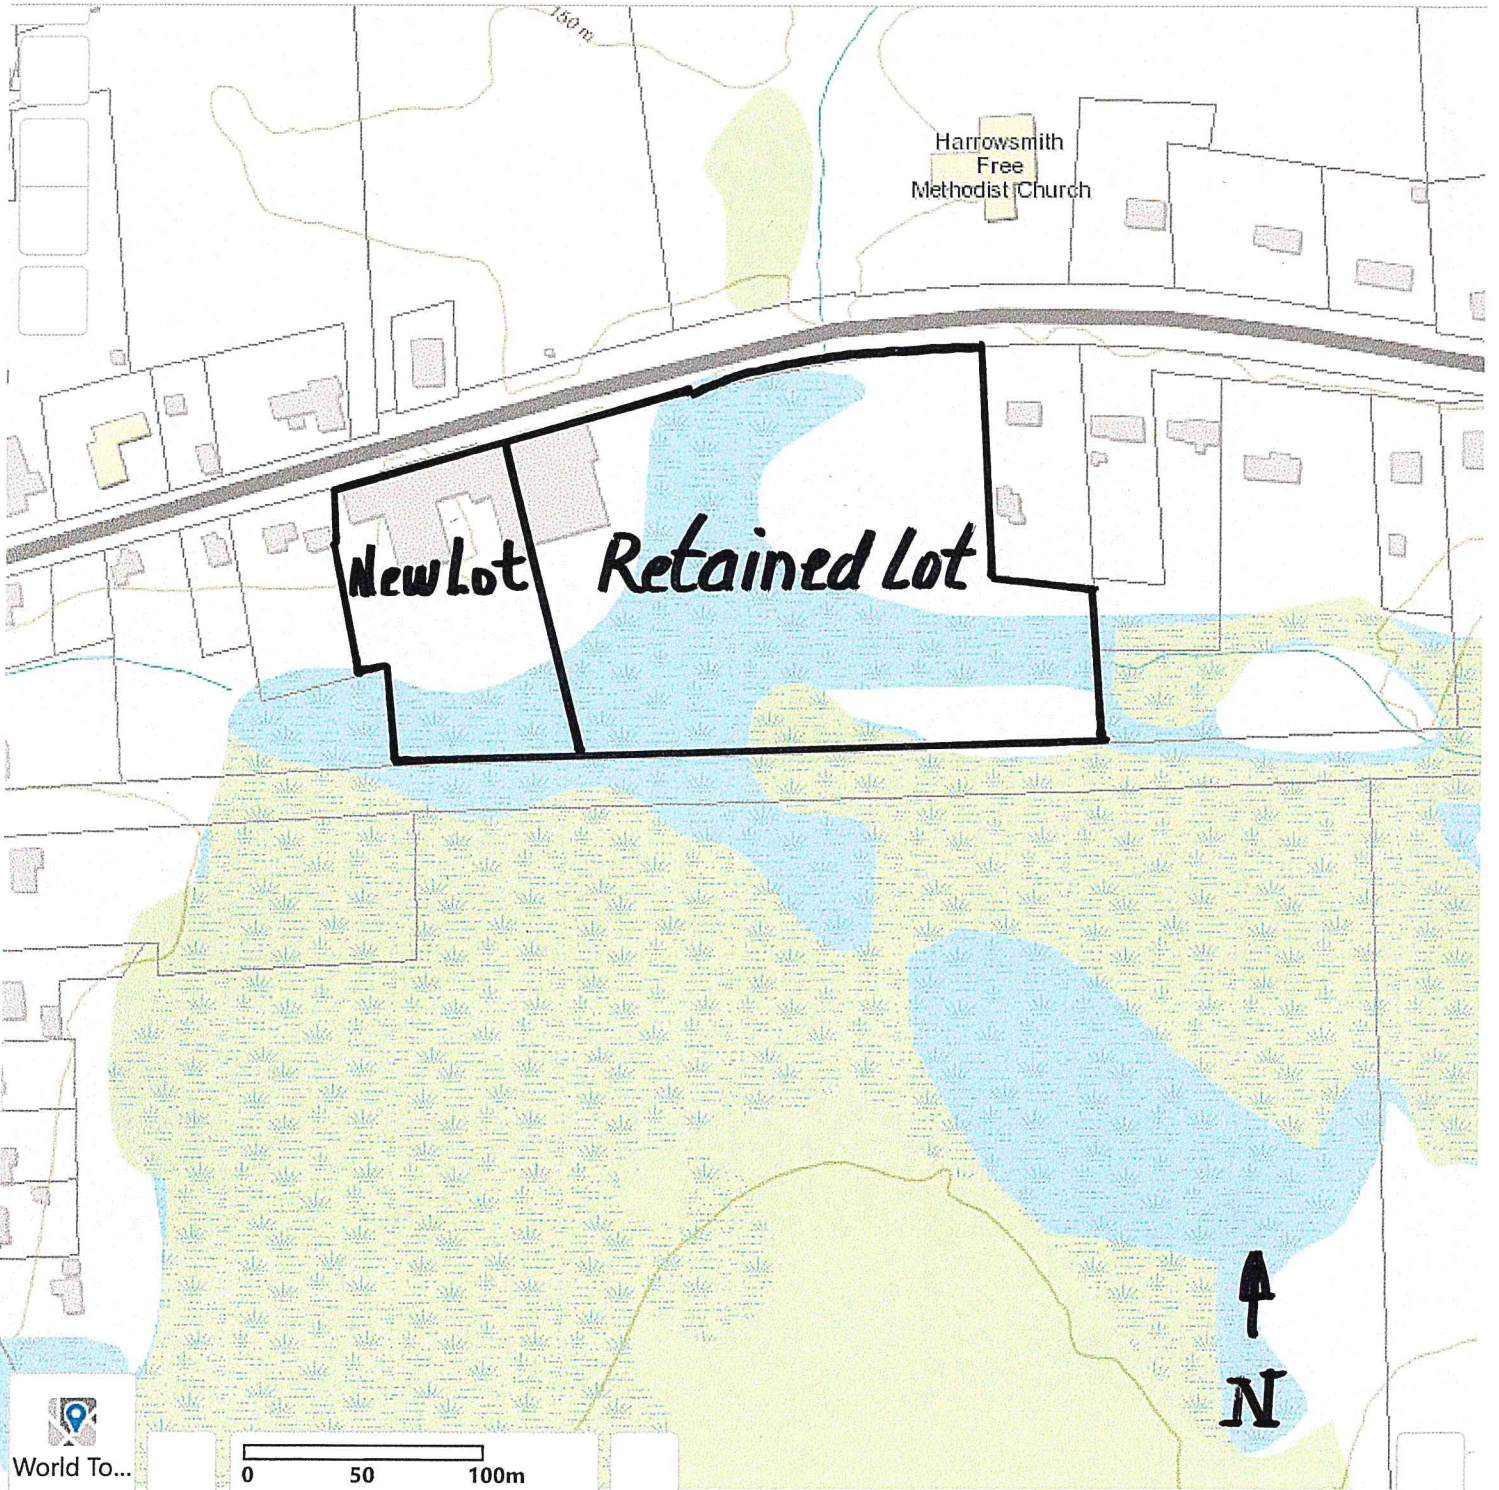 150 m
Harrowsmith
Free
Methodist Church
New Lot
Retained Lot
N
World To...
0 50 100m